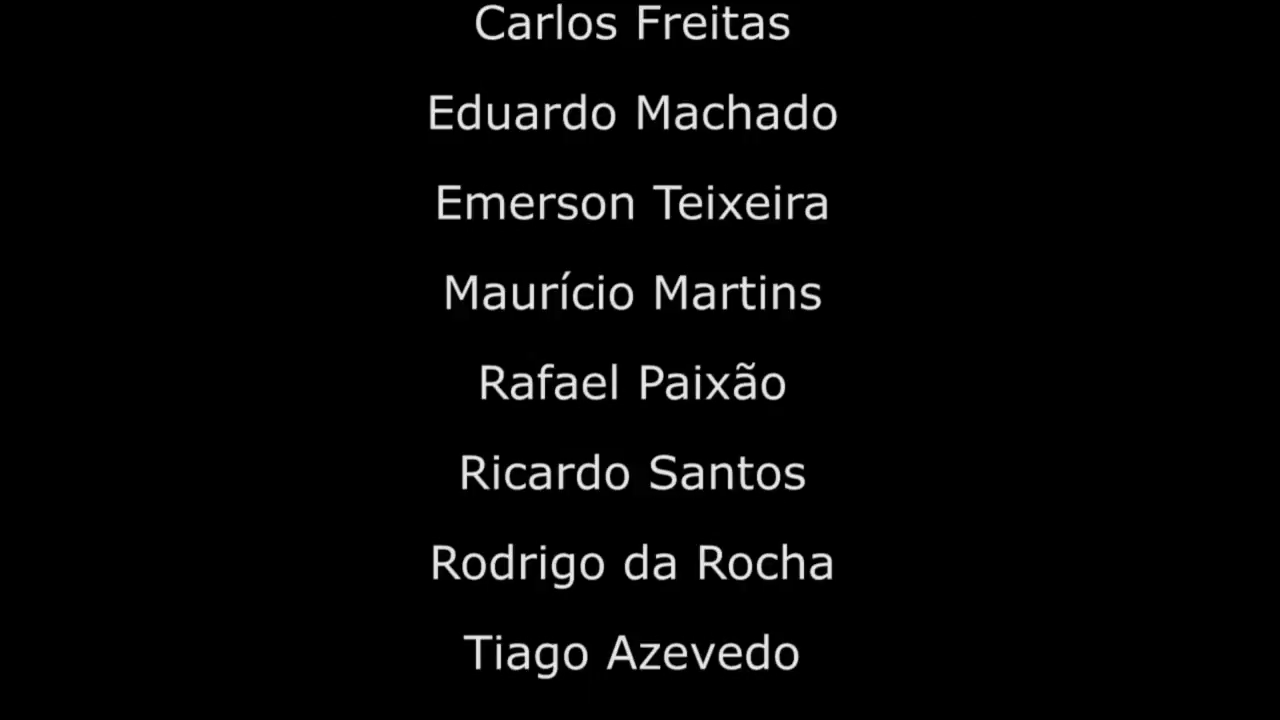 Carlos Freitas
Eduardo Machado
Emerson Teixeira
Maurício Martins
Rafael Paixão
Ricardo Santos
Rodrigo da Rocha
Tiago Azevedo